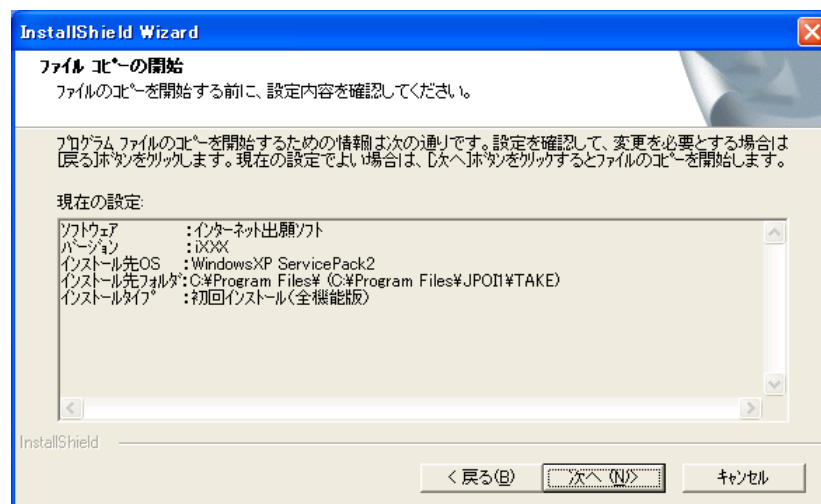 InstallShield Wizard
ファイル コピーの開始
ファイルのコピーを開始する前に、設定内容を確認してください。
プログラム ファイルのコピーを開始するための情報は次の通りです。設定を確認して、変更を必要とする場合は
[戻る]ボタンをクリックします。現在の設定でよい場合は、[次へ]ボタンをクリックするとファイルのコピーを開始します。
現在の設定:
ソフトウェア :インターネット出願ソフト
バージョン :iXXX
インストール先OS :WindowsXP ServicePack2
インストール先フォルダ:C:¥Program Files¥ (C:¥Program Files¥JPOI1¥TAKE)
インストールタイプ :初回インストール(全機能版)
InstallShield
< 戻る(B)
次へ (N)>
キャンセル